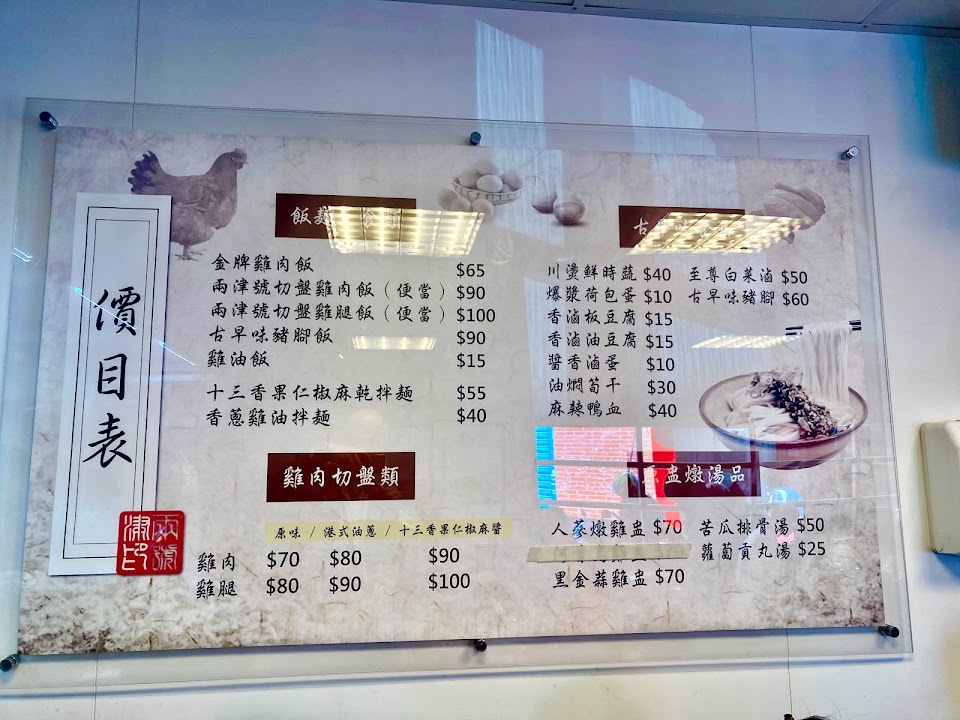 價目表
飯麵
金牌雞肉飯 $65
兩津號切盤雞肉飯（便當） $90
兩津號切盤雞腿飯（便當） $100
古早味豬腳飯 $90
雞油飯 $15
十三香果仁椒麻乾拌麵 $55
香蔥雞油拌麵 $40
雞肉切盤類
原味 / 港式油蔥 / 十三香果仁椒麻醬
雞肉 $70 $80 $90
雞腿 $80 $90 $100
古早
川燙鮮時蔬 $40
爆漿荷包蛋 $10
香滷板豆腐 $15
香滷油豆腐 $15
醬香滷蛋 $10
油燜筍干 $30
麻辣鴨血 $40
至尊白菜滷 $50
古早味豬腳 $60
原盅燉湯品
人蔘燉雞盅 $70
黑金蒜雞盅 $70
苦瓜排骨湯 $50
蘿蔔貢丸湯 $25